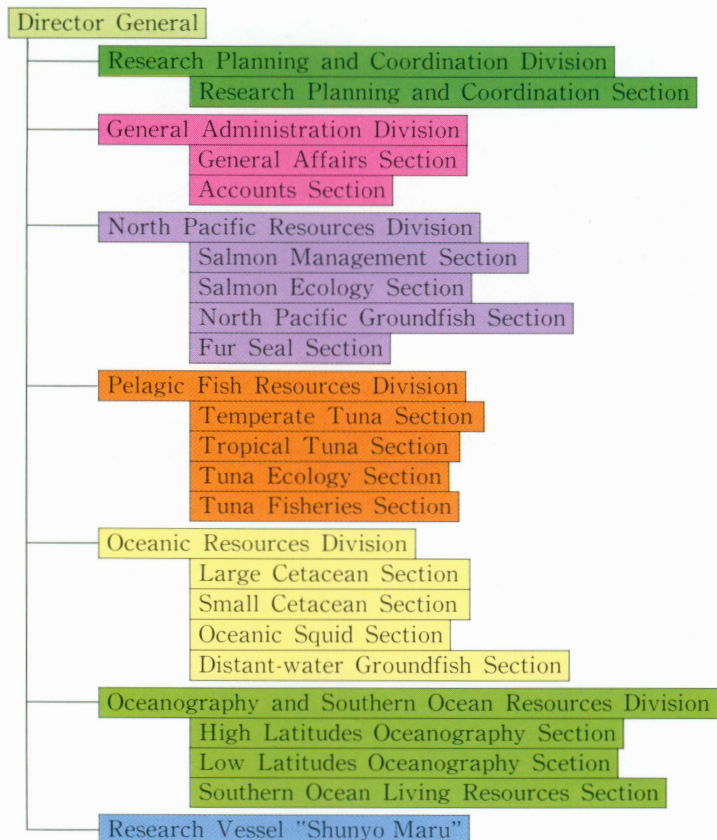 Director General
Research Planning and Coordination Division
Research Planning and Coordination Section
General Administration Division
General Affairs Section
Accounts Section
North Pacific Resources Division
Salmon Management Section
Salmon Ecology Section
North Pacific Groundfish Section
Fur Seal Section
Pelagic Fish Resources Division
Temperate Tuna Section
Tropical Tuna Section
Tuna Ecology Section
Tuna Fisheries Section
Oceanic Resources Division
Large Cetacean Section
Small Cetacean Section
Oceanic Squid Section
Distant-water Groundfish Section
Oceanography and Southern Ocean Resources Division
High Latitudes Oceanography Section
Low Latitudes Oceanography Scetion
Southern Ocean Living Resources Section
Research Vessel "Shunyo Maru"